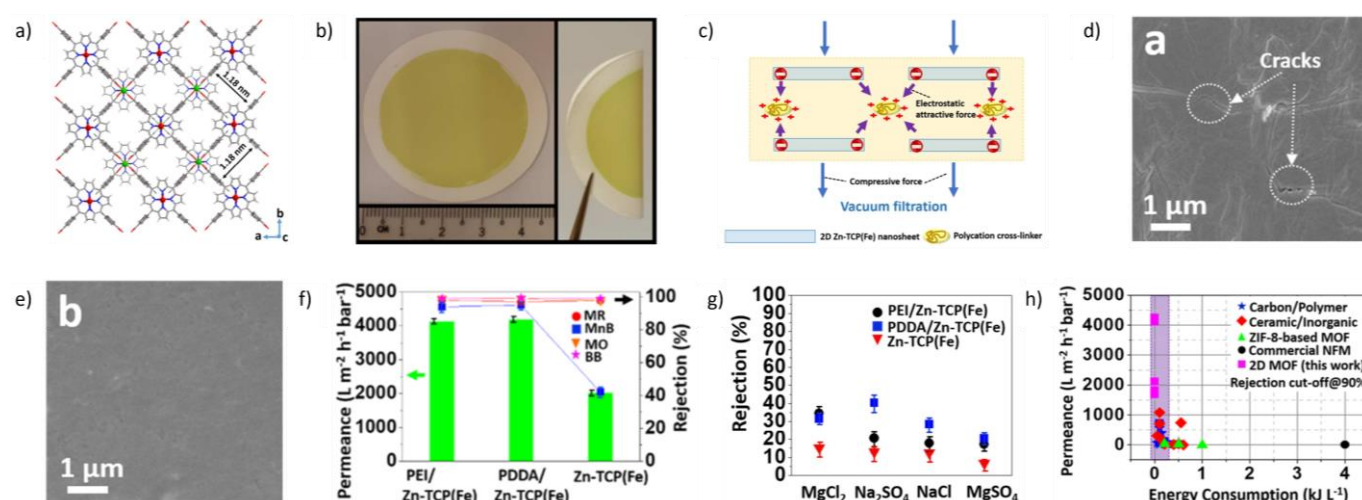 a)
1.18 nm
1.18 nm
b
a
c
b)
0 CM 1 2 3 4 5
c)
Electrostatic
attractive force
Compressive force
Vacuum filtration
2D Zn-TCP(Fe) nanosheet
Polycation cross-linker
d)
a
Cracks
1 μm
e)
b
1 μm
f)
Permeance (L m⁻² h⁻¹ bar⁻¹)
5000
4000
3000
2000
1000
0
MR
MnB
MO
BB
100
80
60
40
20
0
Rejection (%)
PEI/
Zn-TCP(Fe)
PDDA/
Zn-TCP(Fe)
Zn-TCP(Fe)
g)
Rejection (%)
100
90
80
70
60
50
40
30
20
10
0
PEI/Zn-TCP(Fe)
PDDA/Zn-TCP(Fe)
Zn-TCP(Fe)
MgCl₂ Na₂SO₄ NaCl MgSO₄
h)
Permeance (L m⁻² h⁻¹ bar⁻¹)
5000
4000
3000
2000
1000
0
Carbon/Polymer
Ceramic/Inorganic
ZIF-8-based MOF
Commercial NFM
2D MOF (this work)
Rejection cut-off@90%
0 1 2 3 4
Energy Consumption (kJ L⁻¹)